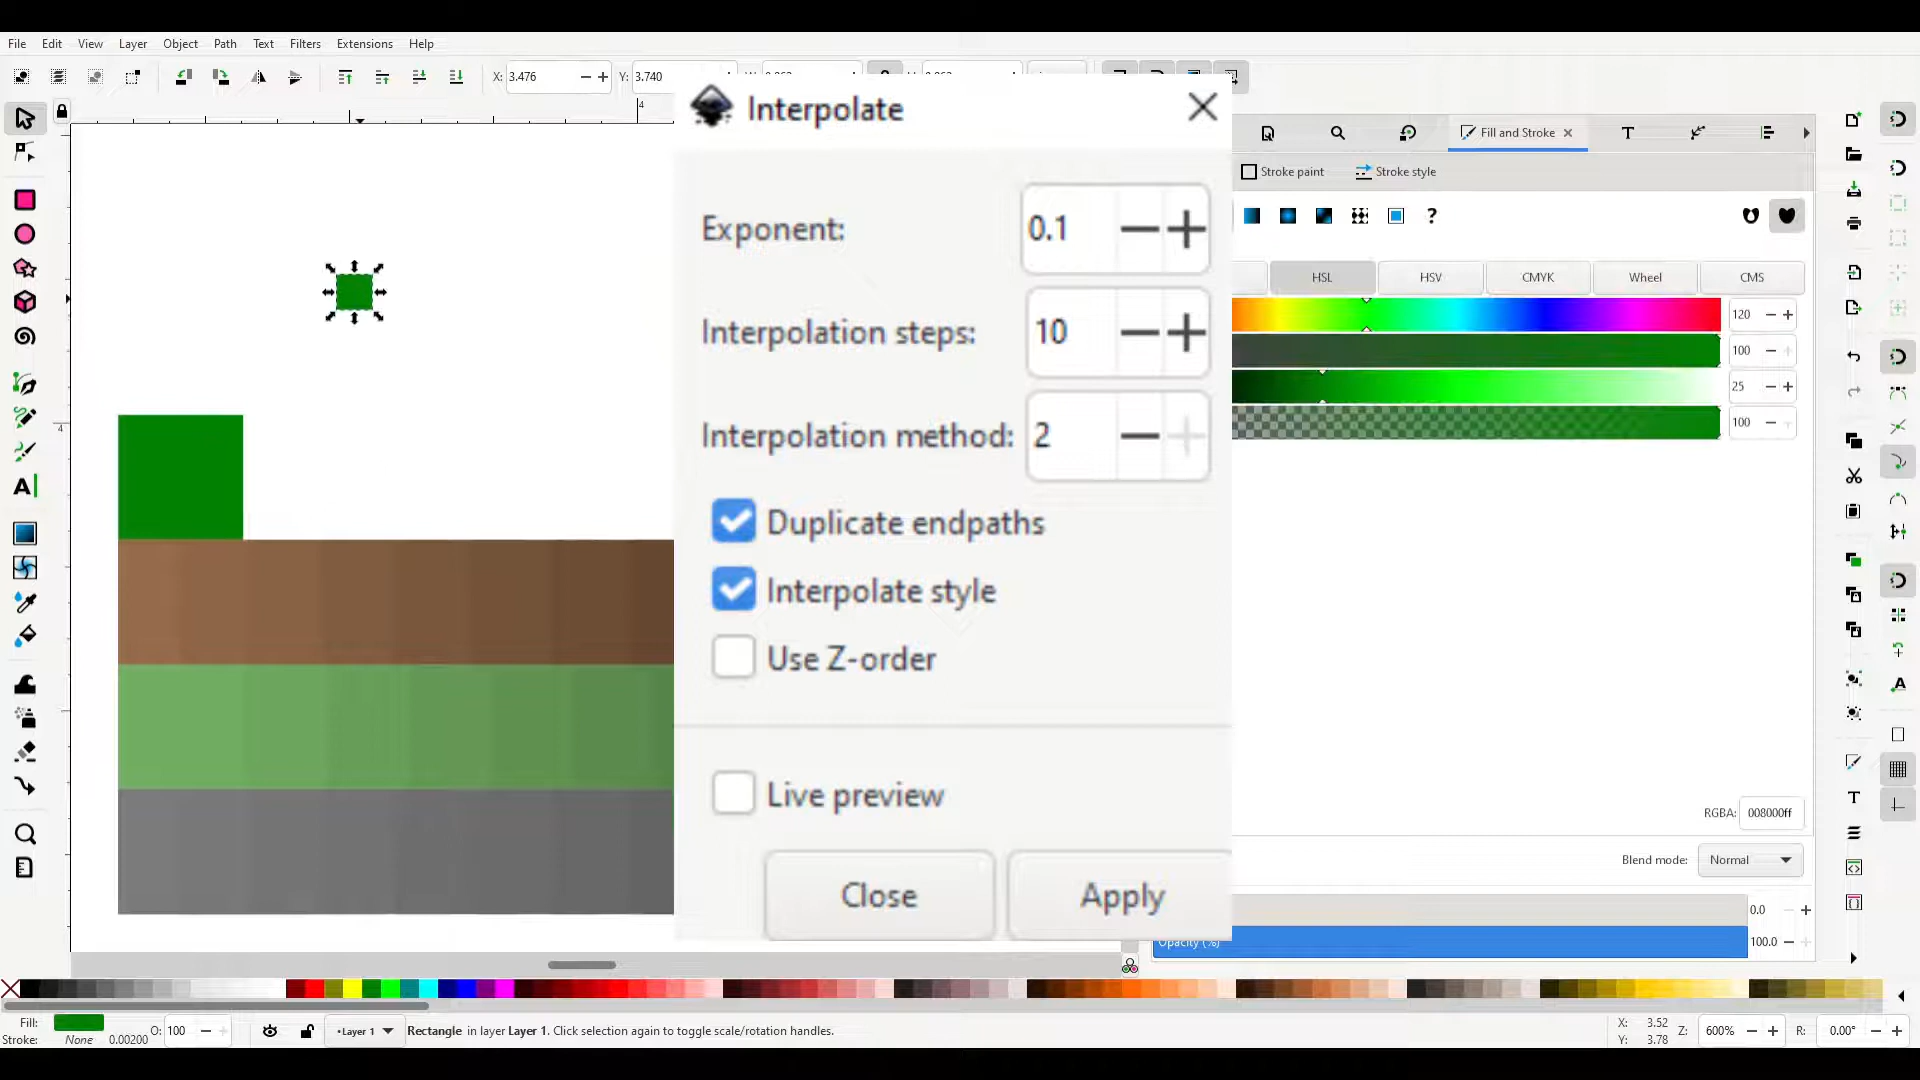 File Edit View Layer Object Path Text Filters Extensions Help
X: 3.476 Y: 3.740
4
Interpolate
Fill and Stroke
Stroke paint Stroke style
Exponent: 0.1
HSL HSV CMYK Wheel CMS
120
Interpolation steps: 10
100
25
Interpolation method: 2
100
4
Duplicate endpaths
Interpolate style
Use Z-order
Live preview
RGBA: 008000ff
Blend mode: Normal
Close Apply
0.0
Opacity (%) 100.0
Fill: O: 100 •Layer 1 Rectangle in layer Layer 1. Click selection again to toggle scale/rotation handles. X: 3.52 Z: 600% R: 0.00°
Stroke: None 0.00200 Y: 3.78